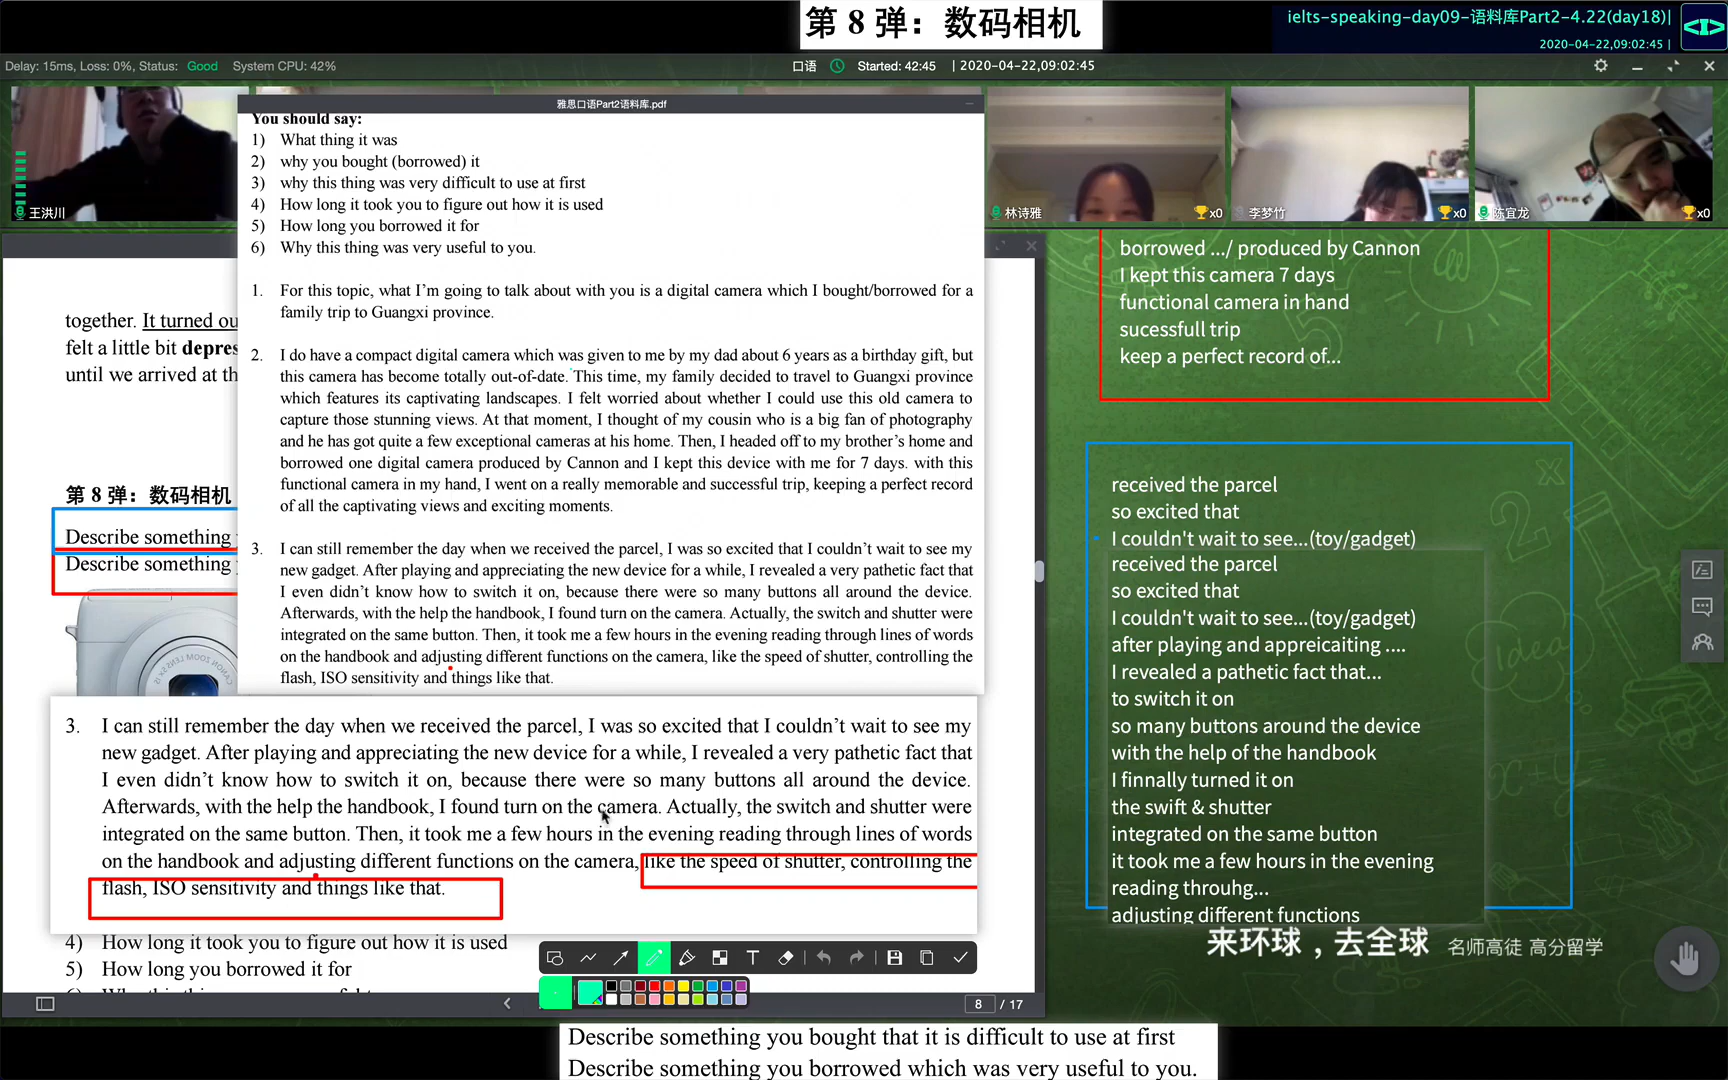 第 8 弹：数码相机
ielts-speaking-day09-语料库Part2-4.22(day18)|
2020-04-22,09:02:45 |
Delay: 15ms, Loss: 0%, Status: Good System CPU: 42%
口语 Started: 42:45 | 2020-04-22,09:02:45
王洪川
林诗雅
x0
李梦竹
x0
陈宜龙
x0
雅思口语Part2语料库.pdf
You should say:
1) What thing it was
2) why you bought (borrowed) it
3) why this thing was very difficult to use at first
4) How long it took you to figure out how it is used
5) How long you borrowed it for
6) Why this thing was very useful to you.
1. For this topic, what I’m going to talk about with you is a digital camera which I bought/borrowed for a
family trip to Guangxi province.
2. I do have a compact digital camera which was given to me by my dad about 6 years as a birthday gift, but
this camera has become totally out-of-date. This time, my family decided to travel to Guangxi province
which features its captivating landscapes. I felt worried about whether I could use this old camera to
capture those stunning views. At that moment, I thought of my cousin who is a big fan of photography
and he has got quite a few exceptional cameras at his home. Then, I headed off to my brother’s home and
borrowed one digital camera produced by Cannon and I kept this device with me for 7 days. with this
functional camera in my hand, I went on a really memorable and successful trip, keeping a perfect record
of all the captivating views and exciting moments.
3. I can still remember the day when we received the parcel, I was so excited that I couldn’t wait to see my
new gadget. After playing and appreciating the new device for a while, I revealed a very pathetic fact that
I even didn’t know how to switch it on, because there were so many buttons all around the device.
Afterwards, with the help the handbook, I found turn on the camera. Actually, the switch and shutter were
integrated on the same button. Then, it took me a few hours in the evening reading through lines of words
on the handbook and adjusting different functions on the camera, like the speed of shutter, controlling the
flash, ISO sensitivity and things like that.
together. It turned ou
felt a little bit depres
until we arrived at th
第 8 弹：数码相机
Describe something
Describe something
3. I can still remember the day when we received the parcel, I was so excited that I couldn’t wait to see my
new gadget. After playing and appreciating the new device for a while, I revealed a very pathetic fact that
I even didn’t know how to switch it on, because there were so many buttons all around the device.
Afterwards, with the help the handbook, I found turn on the camera. Actually, the switch and shutter were
integrated on the same button. Then, it took me a few hours in the evening reading through lines of words
on the handbook and adjusting different functions on the camera, like the speed of shutter, controlling the
flash, ISO sensitivity and things like that.
4) How long it took you to figure out how it is used
5) How long you borrowed it for
8 / 17
borrowed .../ produced by Cannon
I kept this camera 7 days
functional camera in hand
sucessfull trip
keep a perfect record of...
received the parcel
so excited that
I couldn't wait to see...(toy/gadget)
received the parcel
so excited that
I couldn't wait to see...(toy/gadget)
after playing and appreicaiting ....
I revealed a pathetic fact that...
to switch it on
so many buttons around the device
with the help of the handbook
I finnally turned it on
the swift & shutter
integrated on the same button
it took me a few hours in the evening
reading throuhg...
adjusting different functions
来环球，去全球 名师高徒 高分留学
Describe something you bought that it is difficult to use at first
Describe something you borrowed which was very useful to you.